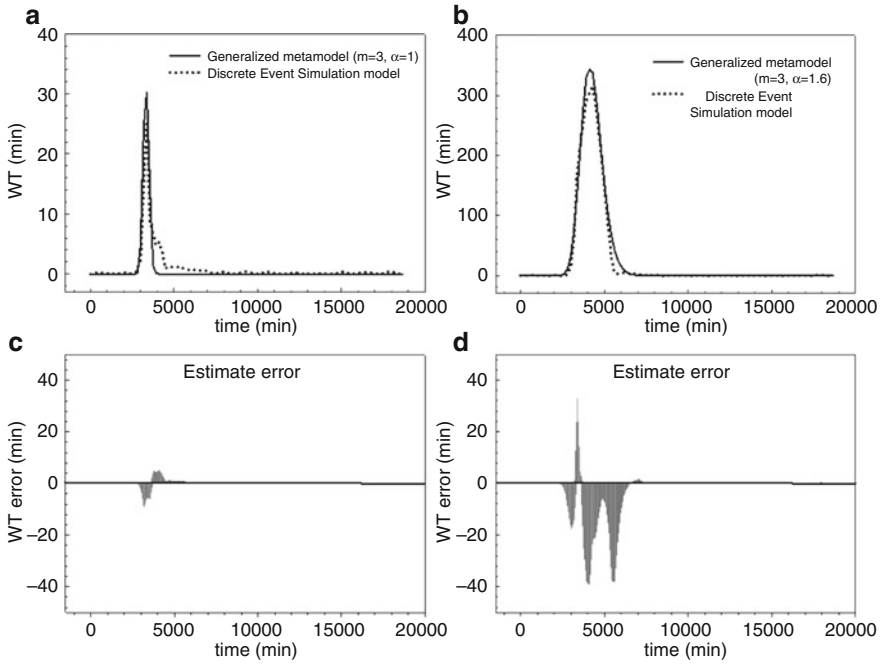 a
40
30
20
10
0
WT (min)
Generalized metamodel (m=3, α=1)
Discrete Event Simulation model
0 5000 10000 15000 20000
time (min)
b
400
300
200
100
0
WT (min)
Generalized metamodel
(m=3, α=1.6)
Discrete Event
Simulation model
0 5000 10000 15000 20000
time (min)
c
Estimate error
40
20
0
−20
−40
WT error (min)
0 5000 10000 15000 20000
time (min)
d
Estimate error
40
20
0
−20
−40
WT error (min)
0 5000 10000 15000 20000
time (min)